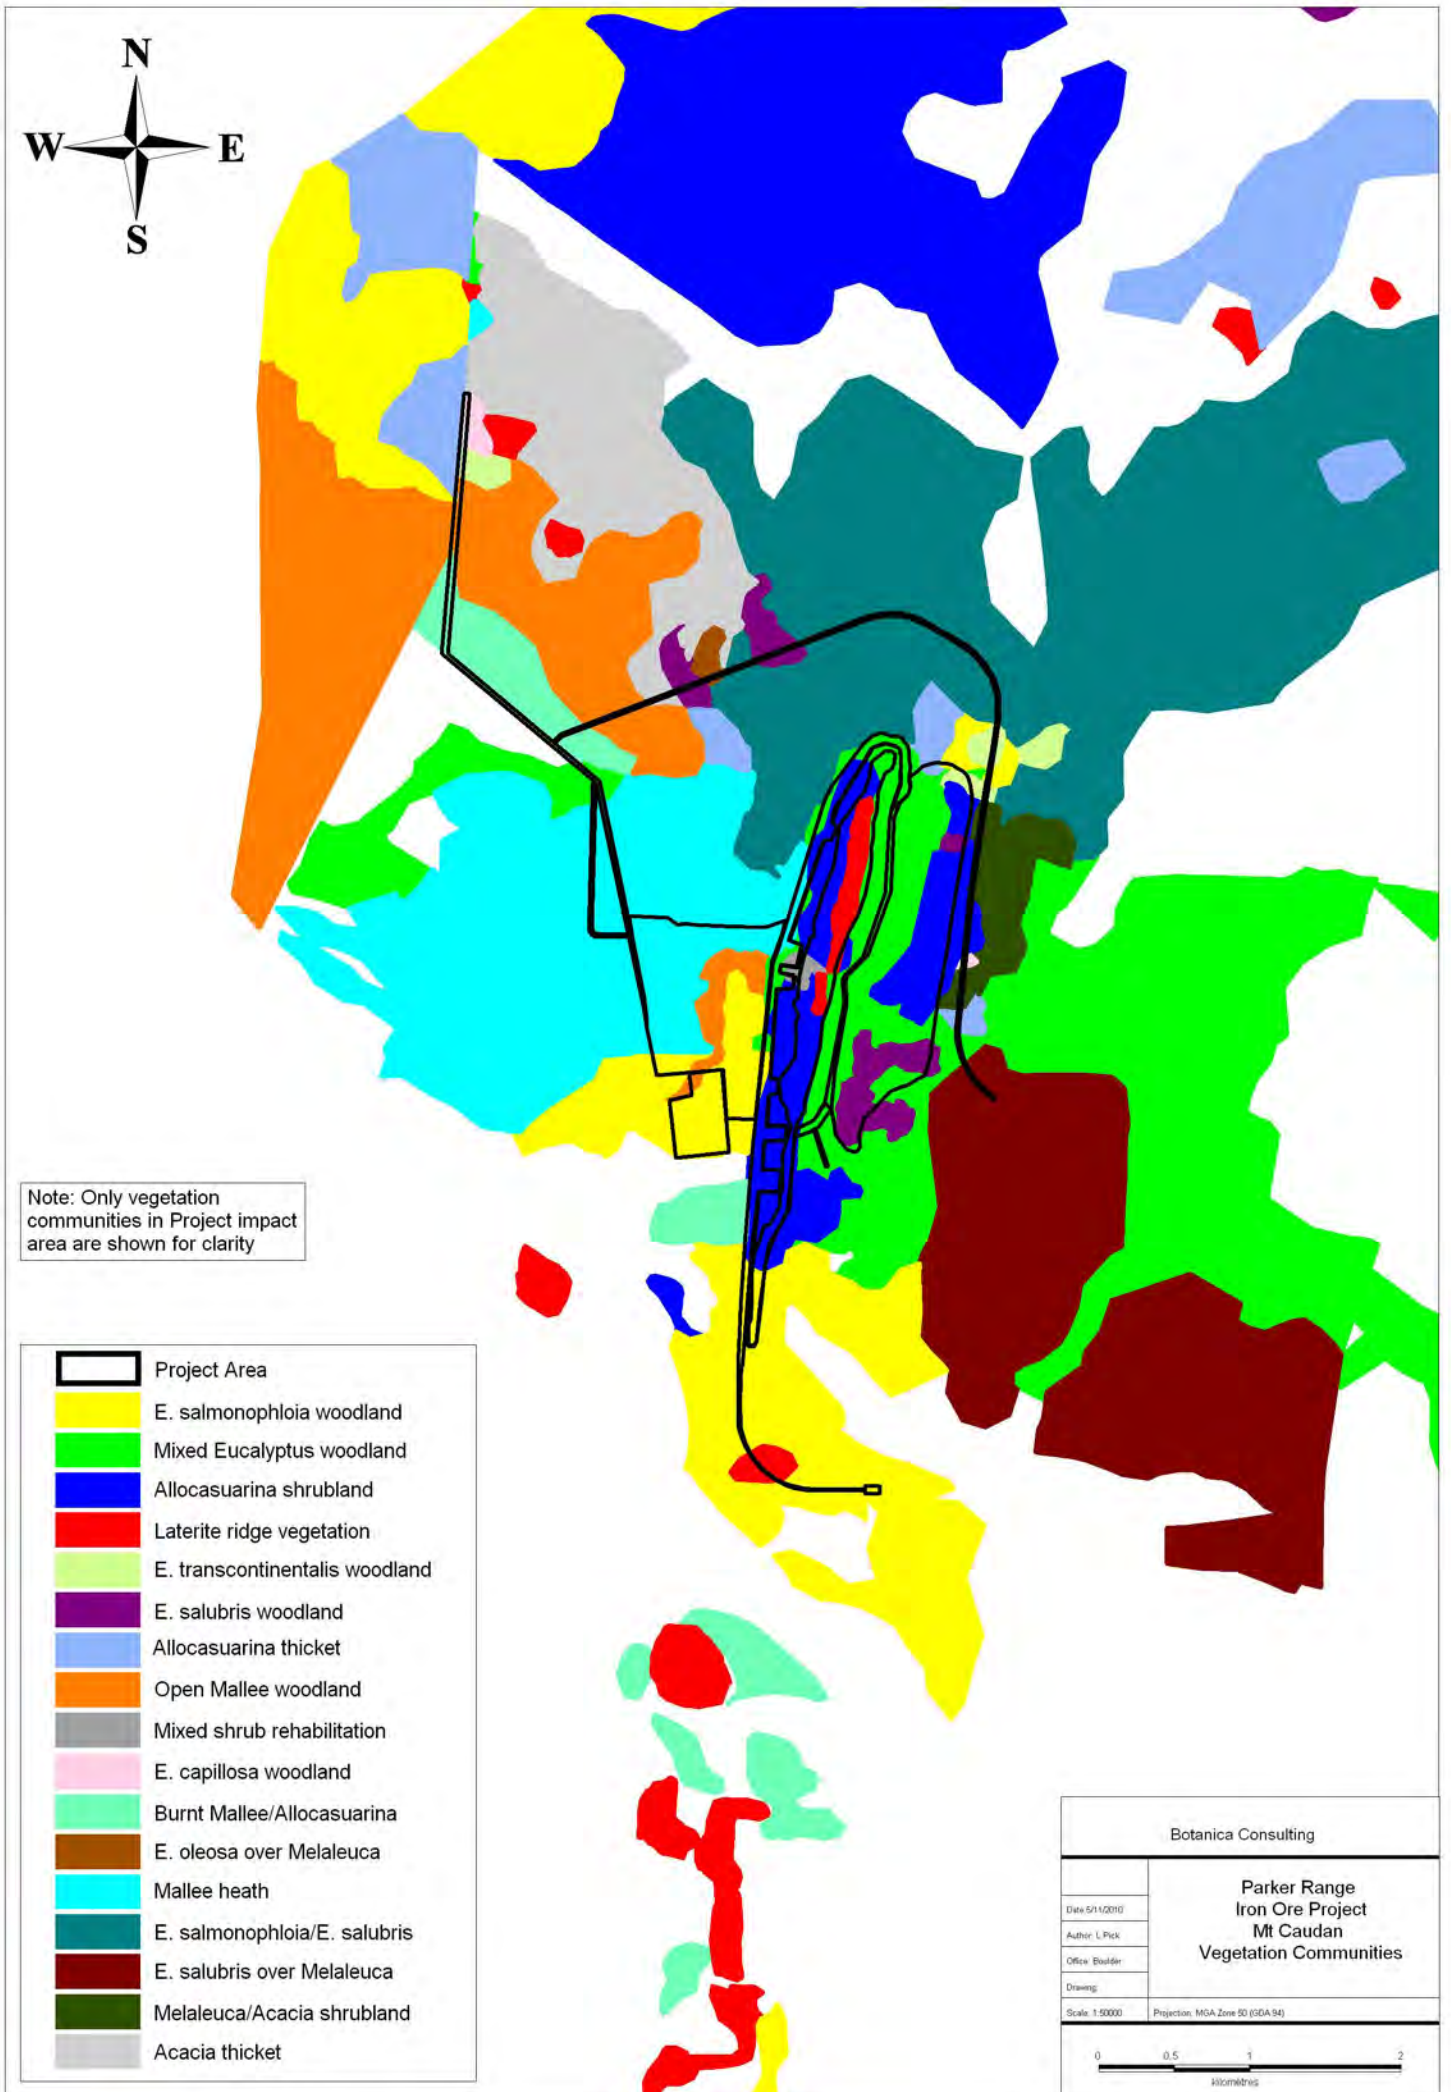 N
W E
S
Note: Only vegetation
communities in Project impact
area are shown for clarity
Project Area
E. salmonophloia woodland
Mixed Eucalyptus woodland
Allocasuarina shrubland
Laterite ridge vegetation
E. transcontinentalis woodland
E. salubris woodland
Allocasuarina thicket
Open Mallee woodland
Mixed shrub rehabilitation
E. capillosa woodland
Burnt Mallee/Allocasuarina
E. oleosa over Melaleuca
Mallee heath
E. salmonophloia/E. salubris
E. salubris over Melaleuca
Melaleuca/Acacia shrubland
Acacia thicket
Botanica Consulting
Parker Range
Iron Ore Project
Mt Caudan
Vegetation Communities
Date 5/11/2010
Author: L Pick
Office: Boulder
Drawing:
Scale: 1:50000
Projection: MGA Zone 50 (GDA 94)
0 0.5 1 2
kilometres